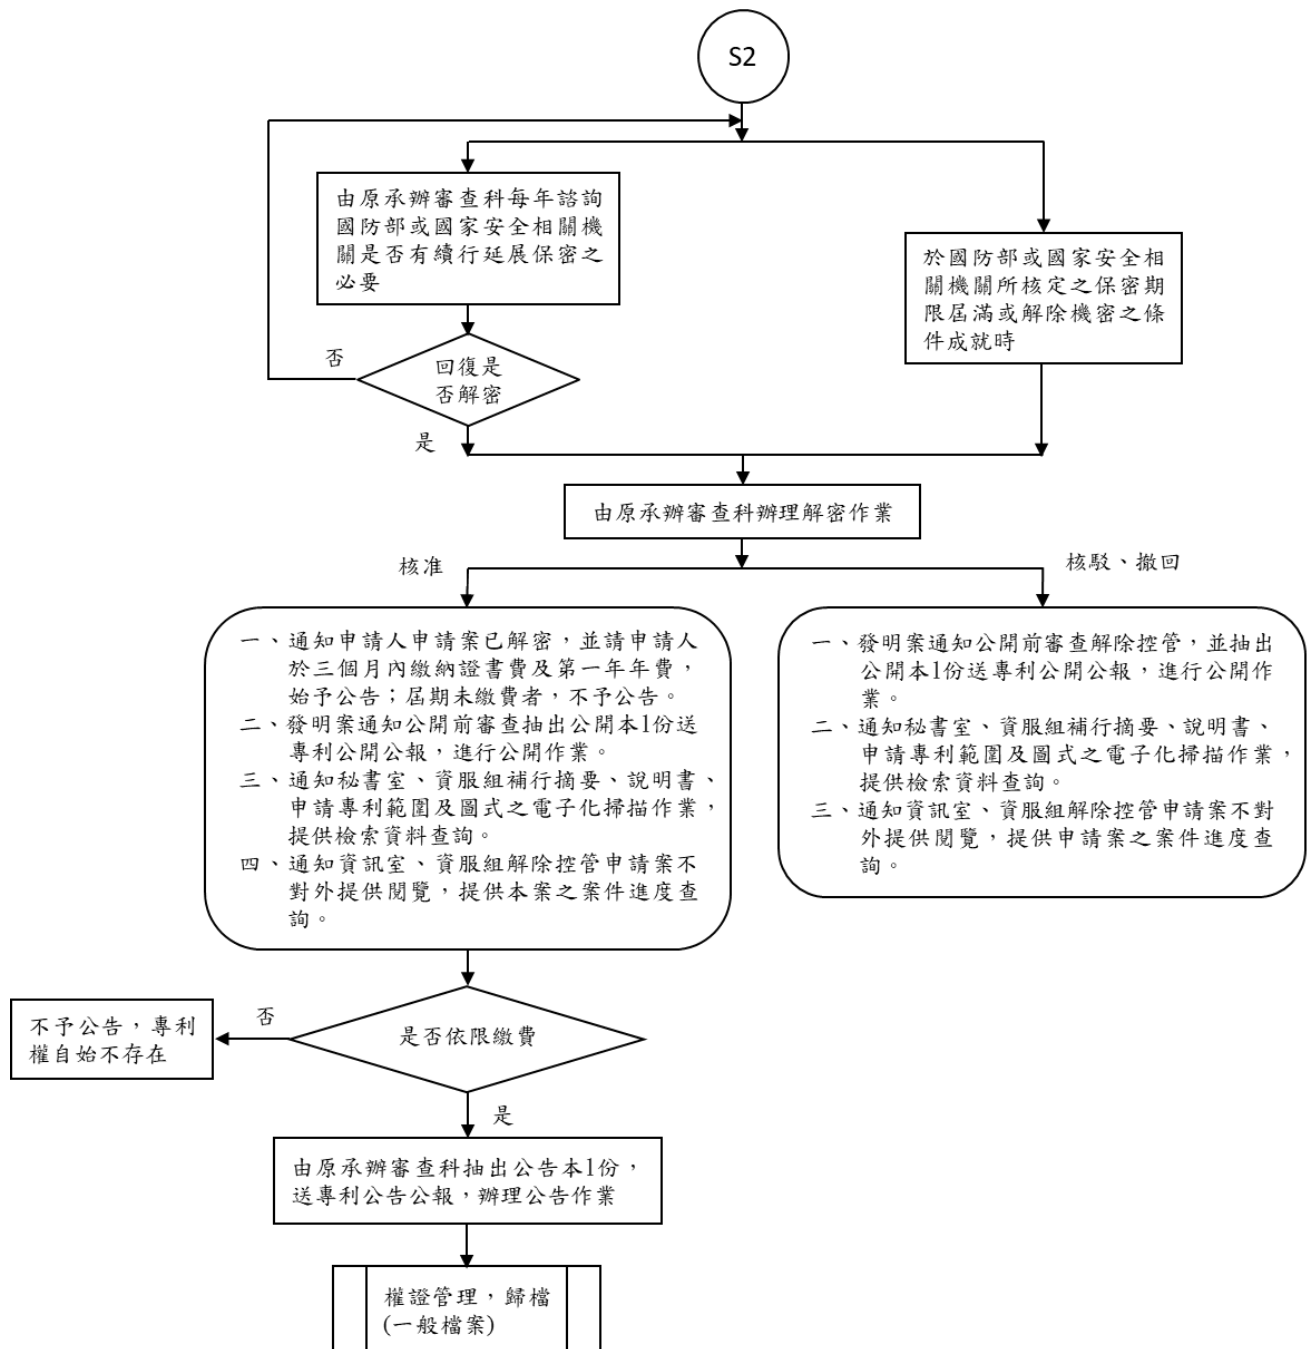 S2
由原承辦審查科每年諮詢
國防部或國家安全相關機
關是否有續行延展保密之
必要
於國防部或國家安全相
關機關所核定之保密期
限屆滿或解除機密之條
件成就時
否
回復是
否解密
是
由原承辦審查科辦理解密作業
核准
核駁、撤回
一、通知申請人申請案已解密，並請申請人
於三個月內繳納證書費及第一年年費，
始予公告；屆期未繳費者，不予公告。
二、發明案通知公開前審查抽出公開本1份送
專利公開公報，進行公開作業。
三、通知秘書室、資服組補行摘要、說明書、
申請專利範圍及圖式之電子化掃描作業，
提供檢索資料查詢。
四、通知資訊室、資服組解除控管申請案不
對外提供閱覽，提供本案之案件進度查
詢。
一、發明案通知公開前審查解除控管，並抽出
公開本1份送專利公開公報，進行公開作
業。
二、通知秘書室、資服組補行摘要、說明書、
申請專利範圍及圖式之電子化掃描作業，
提供檢索資料查詢。
三、通知資訊室、資服組解除控管申請案不對
外提供閱覽，提供申請案之案件進度查
詢。
不予公告，專利
權自始不存在
否
是否依限繳費
是
由原承辦審查科抽出公告本1份，
送專利公告公報，辦理公告作業
權證管理，歸檔
(一般檔案)